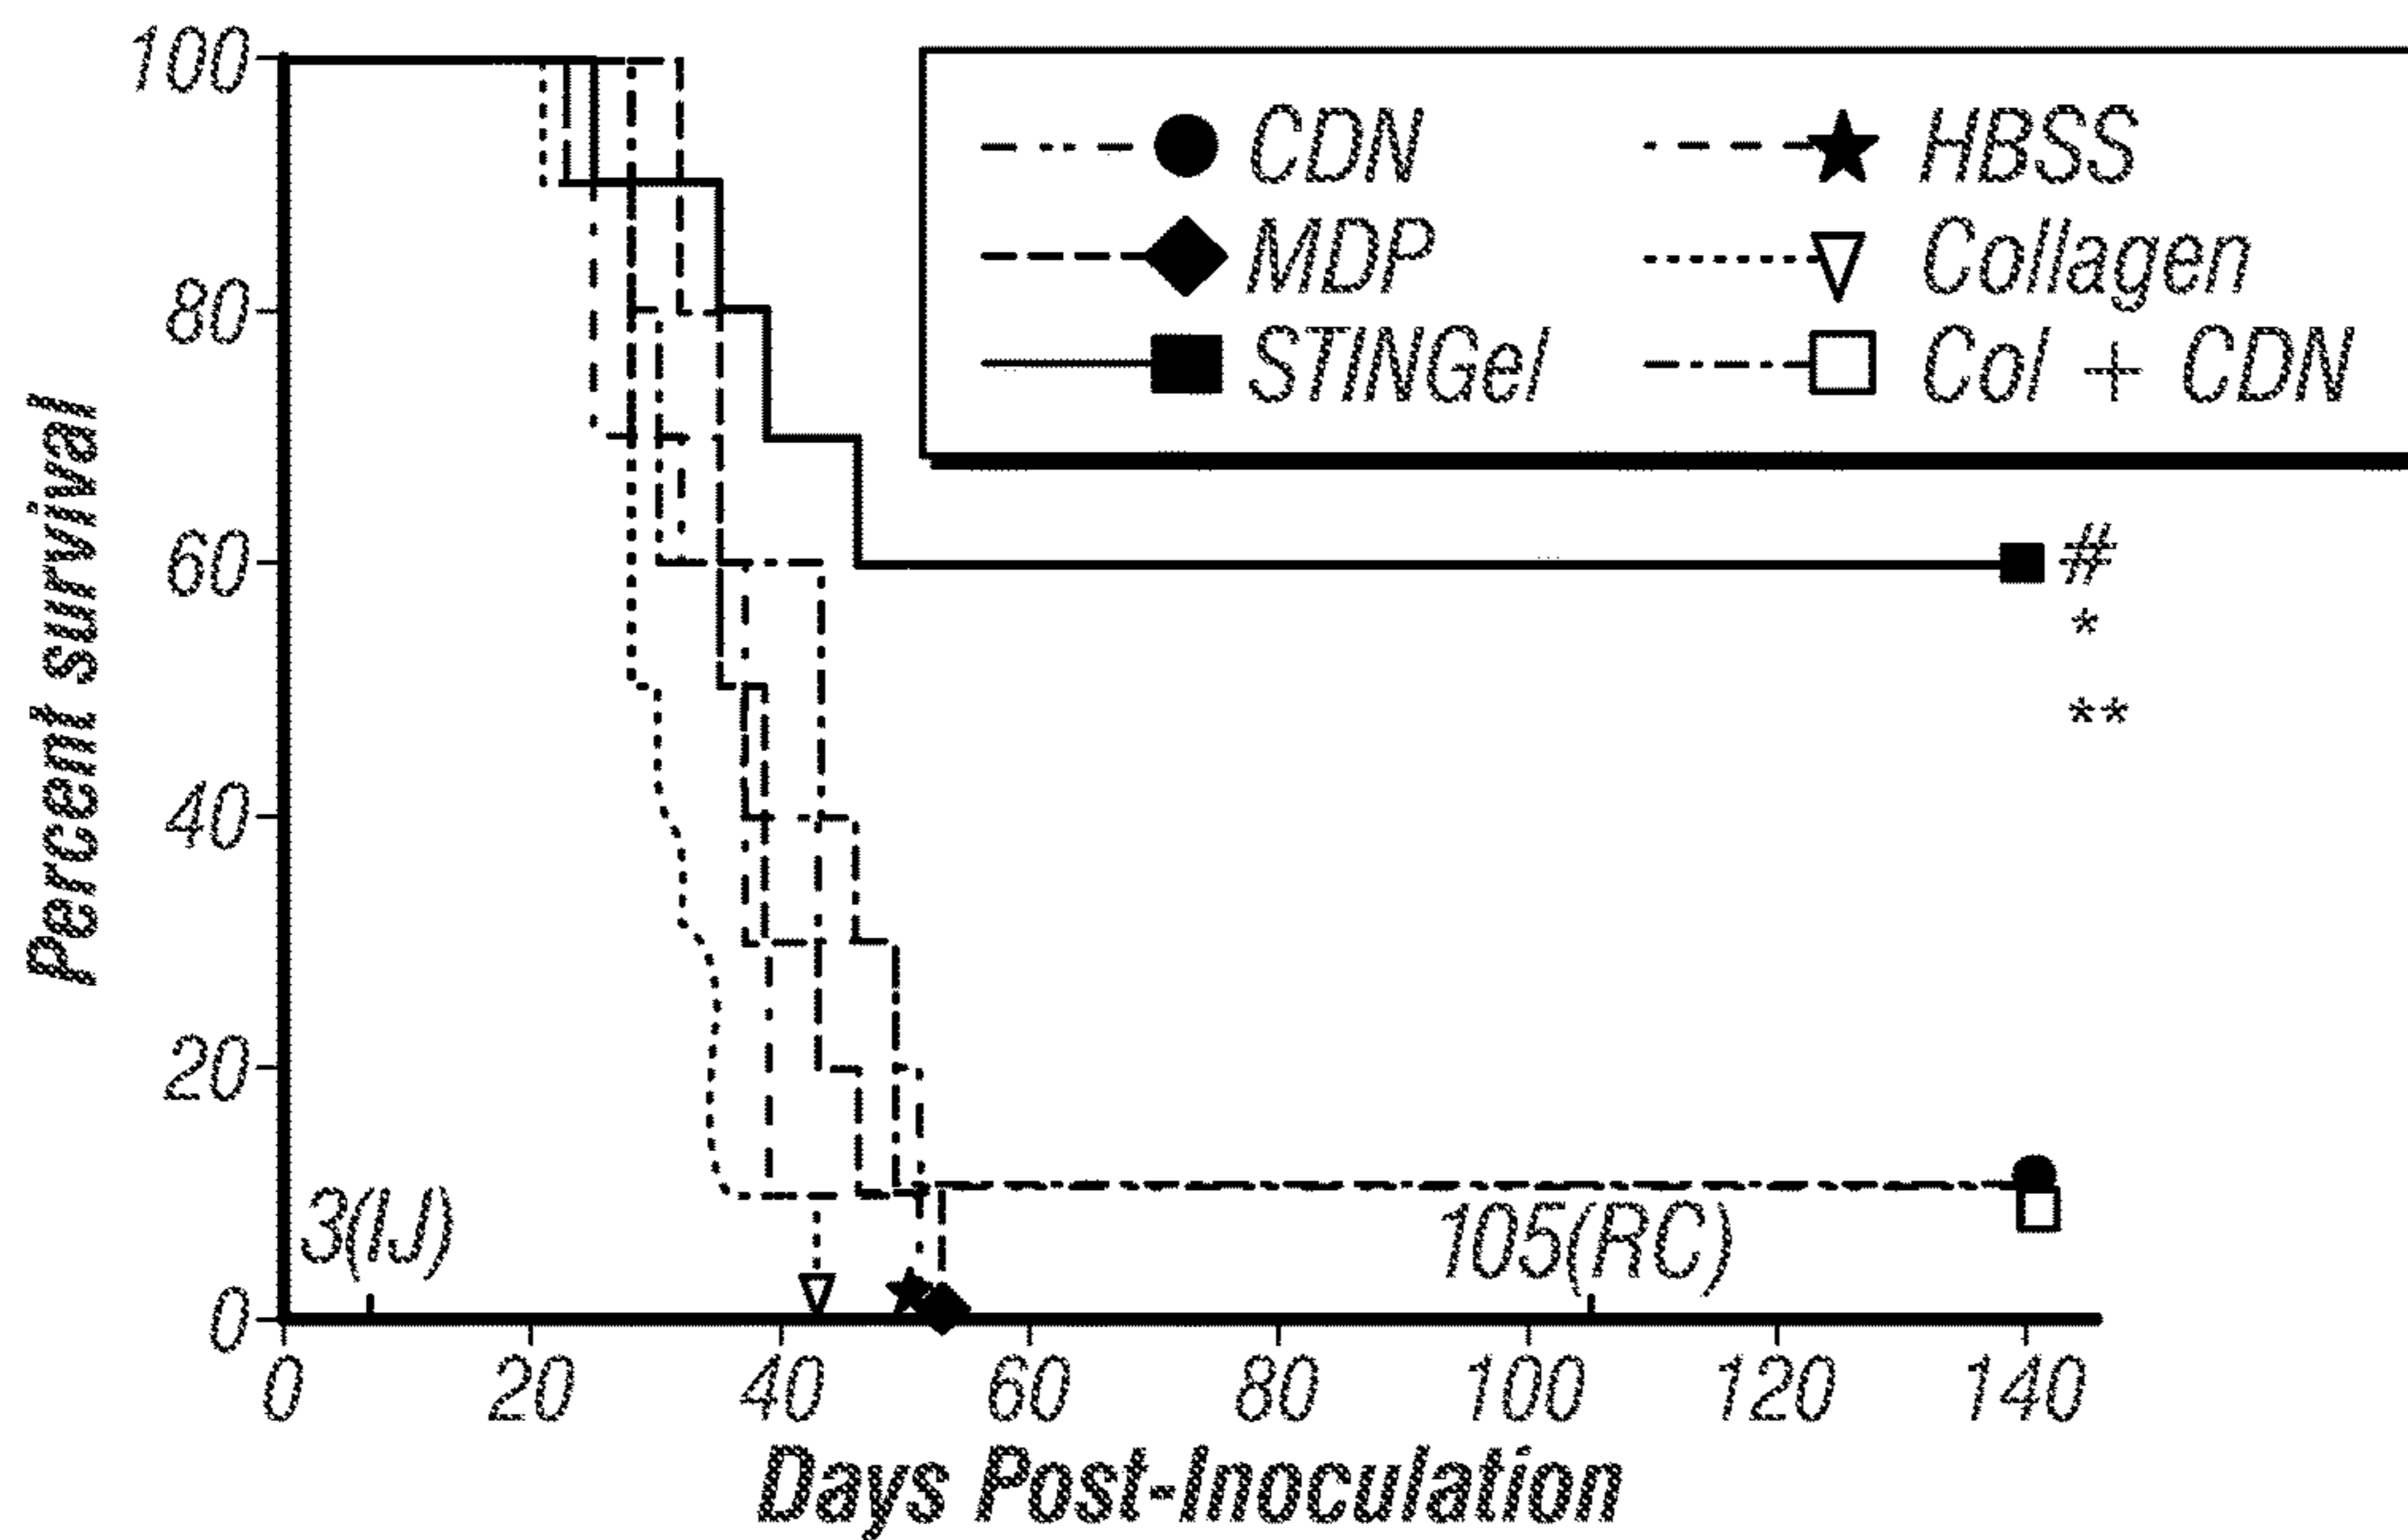 Percent survival
100
80
60
40
20
0
CDN
MDP
STINGel
HBSS
Collagen
Col + CDN
#
*
**
3(IJ)
105(RC)
0 20 40 60 80 100 120 140
Days Post-Inoculation